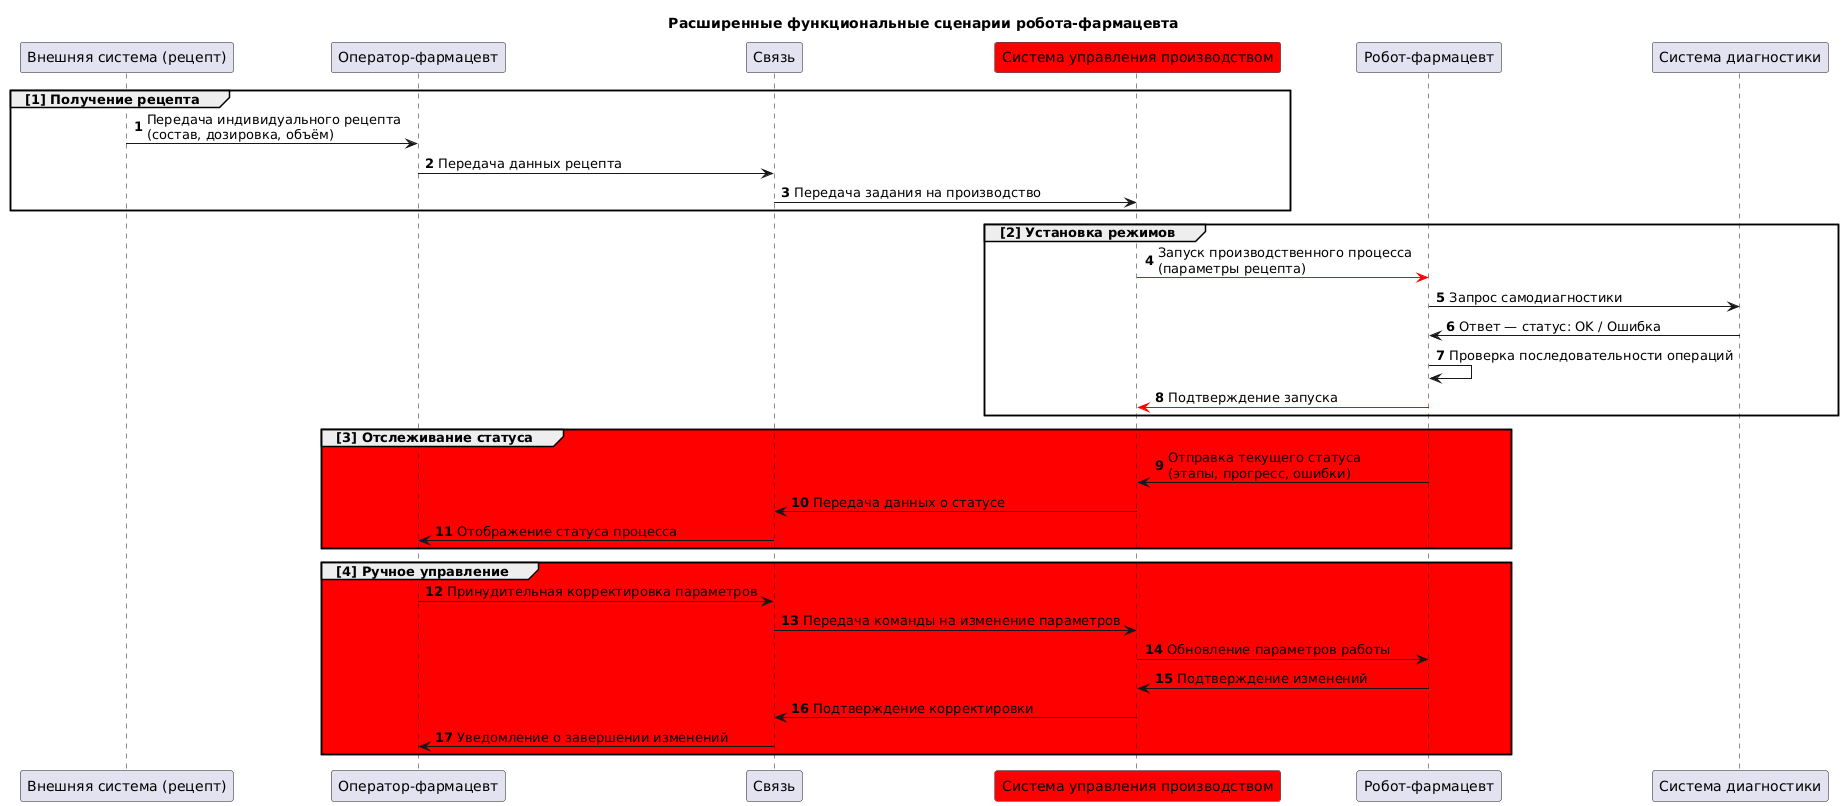 Расширенные функциональные сценарии робота-фармацевта
Внешняя система (рецепт)
Оператор-фармацевт
Связь
Система управления производством
Робот-фармацевт
Система диагностики
[1] Получение рецепта
1 Передача индивидуального рецепта
(состав, дозировка, объём)
2 Передача данных рецепта
3 Передача задания на производство
[2] Установка режимов
4 Запуск производственного процесса
(параметры рецепта)
5 Запрос самодиагностики
6 Ответ — статус: OK / Ошибка
7 Проверка последовательности операций
8 Подтверждение запуска
[3] Отслеживание статуса
9 Отправка текущего статуса
(этапы, прогресс, ошибки)
10 Передача данных о статусе
11 Отображение статуса процесса
[4] Ручное управление
12 Принудительная корректировка параметров
13 Передача команды на изменение параметров
14 Обновление параметров работы
15 Подтверждение изменений
16 Подтверждение корректировки
17 Уведомление о завершении изменений
Внешняя система (рецепт)
Оператор-фармацевт
Связь
Система управления производством
Робот-фармацевт
Система диагностики